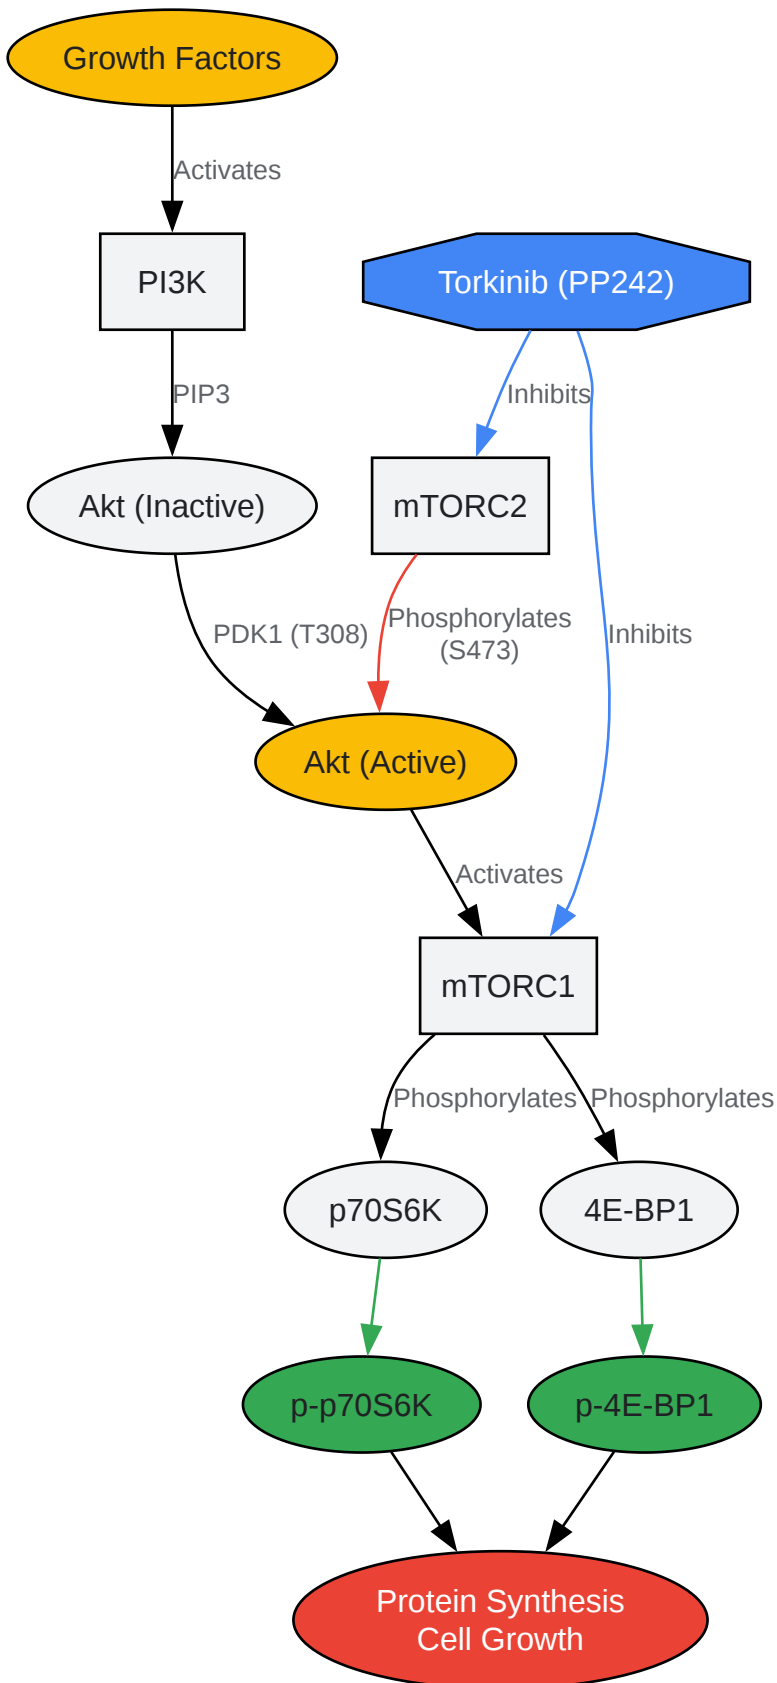 Growth Factors
Activates
PI3K
Torkinib (PP242)
PIP3
Inhibits
Akt (Inactive)
mTORC2
PDK1 (T308)
Phosphorylates
(S473)
Inhibits
Akt (Active)
Activates
mTORC1
Phosphorylates
Phosphorylates
p70S6K
4E-BP1
p-p70S6K
p-4E-BP1
Protein Synthesis
Cell Growth